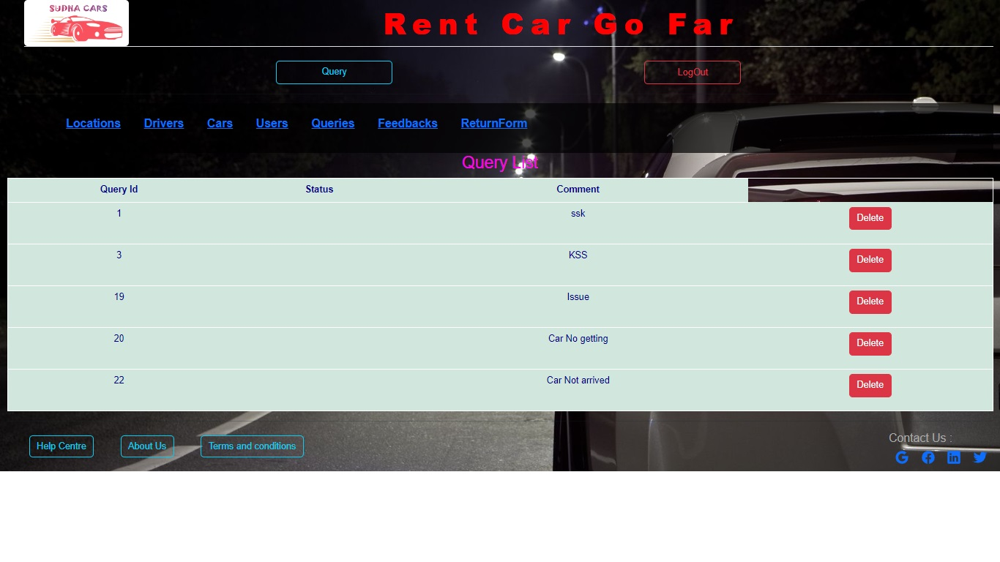 SUDHA CARS
Rent Car Go Far
Query LogOut
Locations Drivers Cars Users Queries Feedbacks ReturnForm
Query List
Query Id Status Comment
1 ssk Delete
3 KSS Delete
19 Issue Delete
20 Car No getting Delete
22 Car Not arrived Delete
Contact Us :
Help Centre About Us Terms and conditions